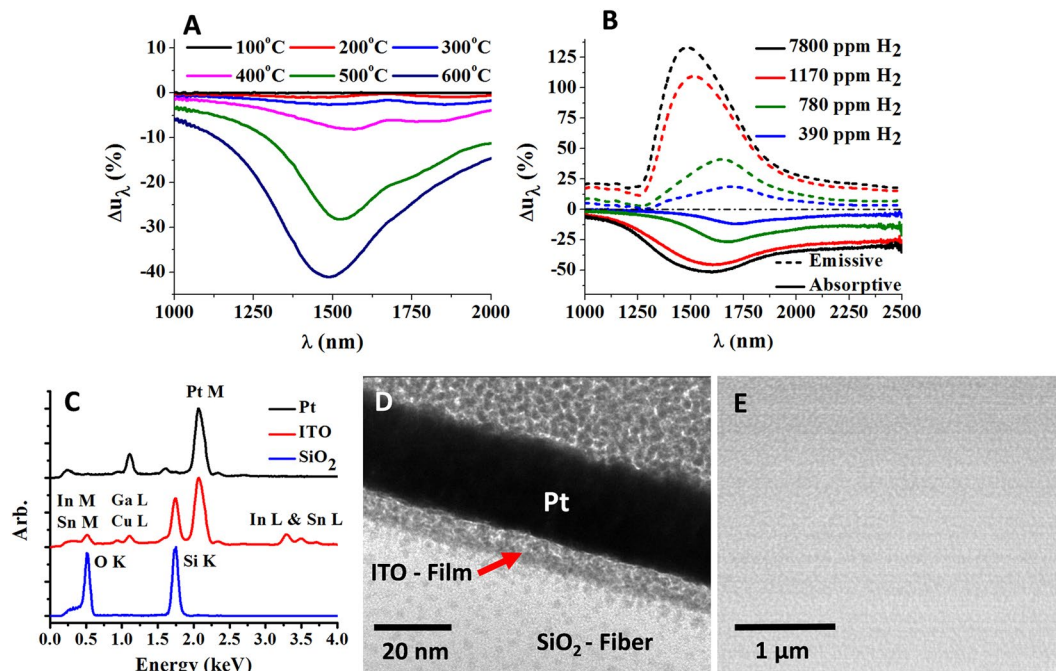 A
10
0
-10
-20
-30
-40
Δuλ (%)
100°C 200°C 300°C
400°C 500°C 600°C
1000 1250 1500 1750 2000
λ (nm)
B
125
100
75
50
25
0
-25
-50
Δuλ (%)
7800 ppm H2
1170 ppm H2
780 ppm H2
390 ppm H2
Emissive
Absorptive
1000 1250 1500 1750 2000 2250 2500
λ (nm)
C
Arb.
Pt M
Pt
ITO
SiO2
In M Ga L
Sn M Cu L In L & Sn L
O K Si K
0.0 0.5 1.0 1.5 2.0 2.5 3.0 3.5 4.0
Energy (keV)
D
Pt
ITO - Film
SiO2 - Fiber
20 nm
E
1 µm